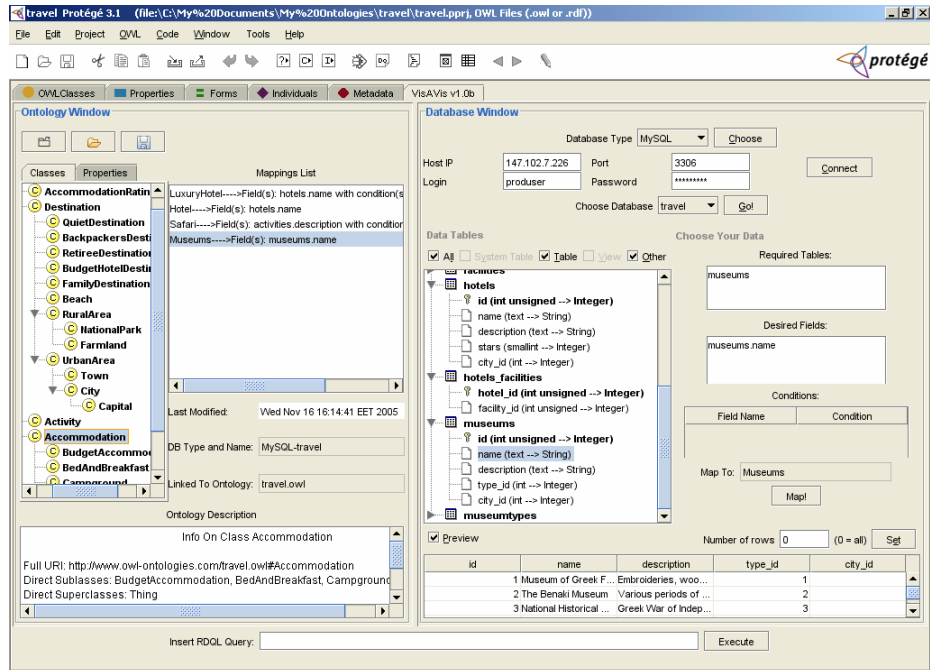 travel Protégé 3.1 (file:\C:\My%20Documents\My%20Ontologies\travel\travel.pprj, OWL Files (.owl or .rdf))
File Edit Project OWL Code Window Tools Help
protégé
OWLClasses Properties Forms Individuals Metadata VisAVis v1.0b
Ontology Window
Classes Properties
Mappings List
AccommodationRatin
Destination
QuietDestination
BackpackersDesti
RetireeDestination
BudgetHotelDestin
FamilyDestination
Beach
RuralArea
NationalPark
Farmland
UrbanArea
Town
City
Capital
Activity
Accommodation
BudgetAccommo
BedAndBreakfast
Campground
LuxuryHotel---->Field(s): hotels.name with condition(s
Hotel---->Field(s): hotels.name
Safari---->Field(s): activities.description with condition
Museums---->Field(s): museums.name
Last Modified: Wed Nov 16 16:14:41 EET 2005
DB Type and Name: MySQL-travel
Linked To Ontology: travel.owl
Ontology Description
Info On Class Accommodation
Full URI: http://www.owl-ontologies.com/travel.owl#Accommodation
Direct Sublasses: BudgetAccommodation, BedAndBreakfast, Campground
Direct Superclasses: Thing
Database Window
Database Type MySQL Choose
Host IP 147.102.7.226 Port 3306
Connect
Login produser Password *********
Choose Database travel Go!
Data Tables
All System Table Table View Other
facilities
hotels
id (int unsigned --> Integer)
name (text --> String)
description (text --> String)
stars (smallint --> Integer)
city_id (int --> Integer)
hotels_facilities
hotel_id (int unsigned --> Integer)
facility_id (int unsigned --> Integer)
museums
id (int unsigned --> Integer)
name (text --> String)
description (text --> String)
type_id (int --> Integer)
city_id (int --> Integer)
museumtypes
Choose Your Data
Required Tables:
museums
Desired Fields:
museums.name
Conditions:
Field Name Condition
Map To: Museums
Map!
Preview
Number of rows 0 (0 = all) Set
id name description type_id city_id
1 Museum of Greek F... Embroideries, woo... 1
2 The Benaki Museum Various periods of ... 2
3 National Historical ... Greek War of Indep... 3
Insert RDQL Query: Execute